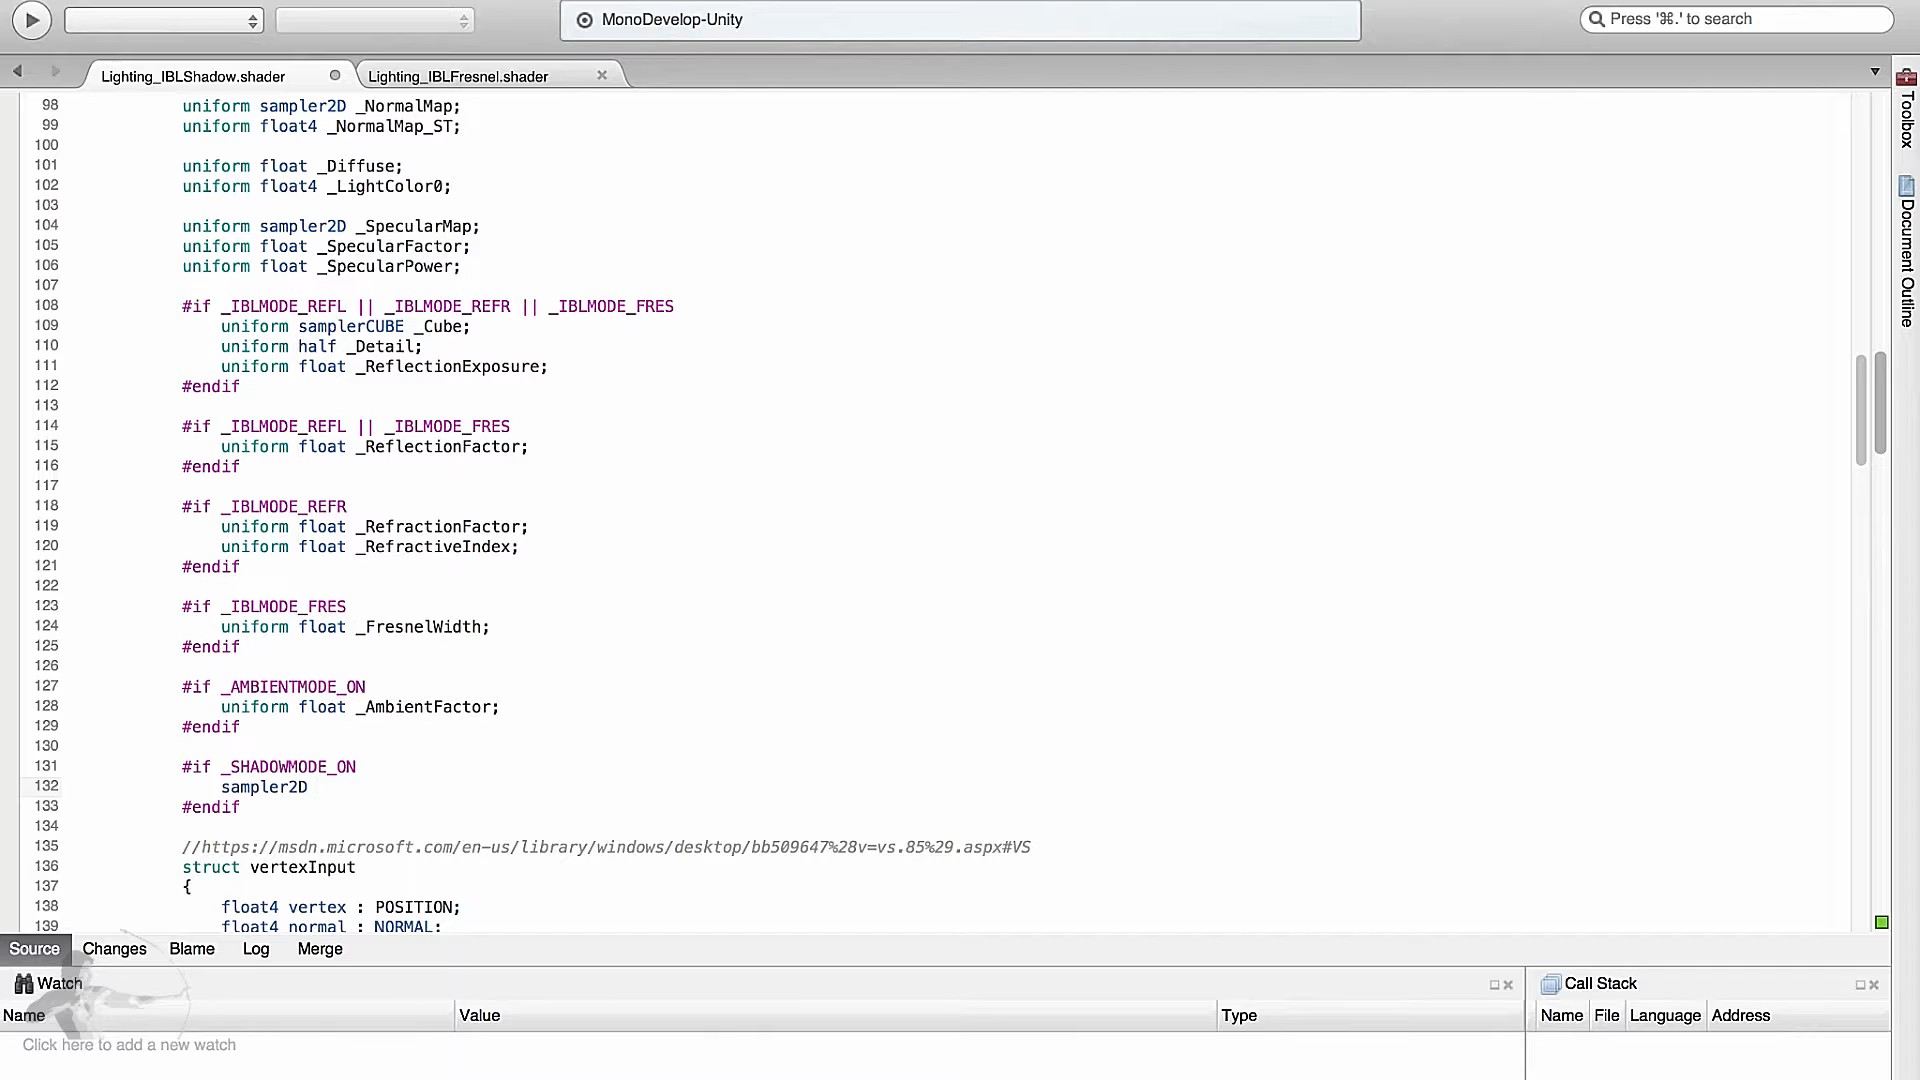 MonoDevelop-Unity
Press '⌘.' to search
Lighting_IBLShadow.shader
Lighting_IBLFresnel.shader
Toolbox
Document Outline
98 uniform sampler2D _NormalMap;
99 uniform float4 _NormalMap_ST;
100
101 uniform float _Diffuse;
102 uniform float4 _LightColor0;
103
104 uniform sampler2D _SpecularMap;
105 uniform float _SpecularFactor;
106 uniform float _SpecularPower;
107
108 #if _IBLMODE_REFL || _IBLMODE_REFR || _IBLMODE_FRES
109 uniform samplerCUBE _Cube;
110 uniform half _Detail;
111 uniform float _ReflectionExposure;
112 #endif
113
114 #if _IBLMODE_REFL || _IBLMODE_FRES
115 uniform float _ReflectionFactor;
116 #endif
117
118 #if _IBLMODE_REFR
119 uniform float _RefractionFactor;
120 uniform float _RefractiveIndex;
121 #endif
122
123 #if _IBLMODE_FRES
124 uniform float _FresnelWidth;
125 #endif
126
127 #if _AMBIENTMODE_ON
128 uniform float _AmbientFactor;
129 #endif
130
131 #if _SHADOWMODE_ON
132 sampler2D
133 #endif
134
135 //https://msdn.microsoft.com/en-us/library/windows/desktop/bb509647%28v=vs.85%29.aspx#VS
136 struct vertexInput
137 {
138 float4 vertex : POSITION;
139 float4 normal : NORMAL;
Source Changes Blame Log Merge
Watch
Call Stack
Name Value Type
Name File Language Address
Click here to add a new watch